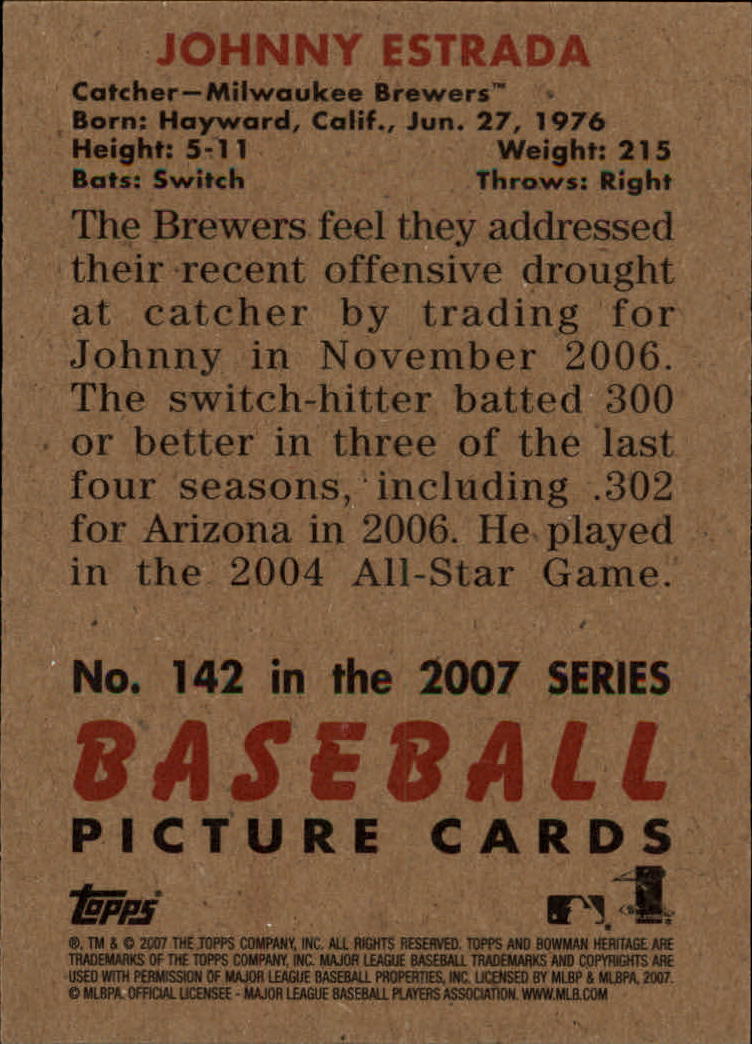 JOHNNY ESTRADA
Catcher—Milwaukee Brewers™
Born: Hayward, Calif., Jun. 27, 1976
Height: 5-11 Weight: 215
Bats: Switch Throws: Right
The Brewers feel they addressed
their recent offensive drought
at catcher by trading for
Johnny in November 2006.
The switch-hitter batted 300
or better in three of the last
four seasons, including .302
for Arizona in 2006. He played
in the 2004 All-Star Game.
No. 142 in the 2007 SERIES
BASEBALL
PICTURE CARDS
Topps 1
®, TM & © 2007 THE TOPPS COMPANY, INC. ALL RIGHTS RESERVED. TOPPS AND BOWMAN HERITAGE ARE
TRADEMARKS OF THE TOPPS COMPANY, INC. MAJOR LEAGUE BASEBALL TRADEMARKS AND COPYRIGHTS ARE
USED WITH PERMISSION OF MAJOR LEAGUE BASEBALL PROPERTIES, INC. LICENSED BY MLBP & MLBPA, 2007.
© MLBPA. OFFICIAL LICENSEE - MAJOR LEAGUE BASEBALL PLAYERS ASSOCIATION. WWW.MLB.COM